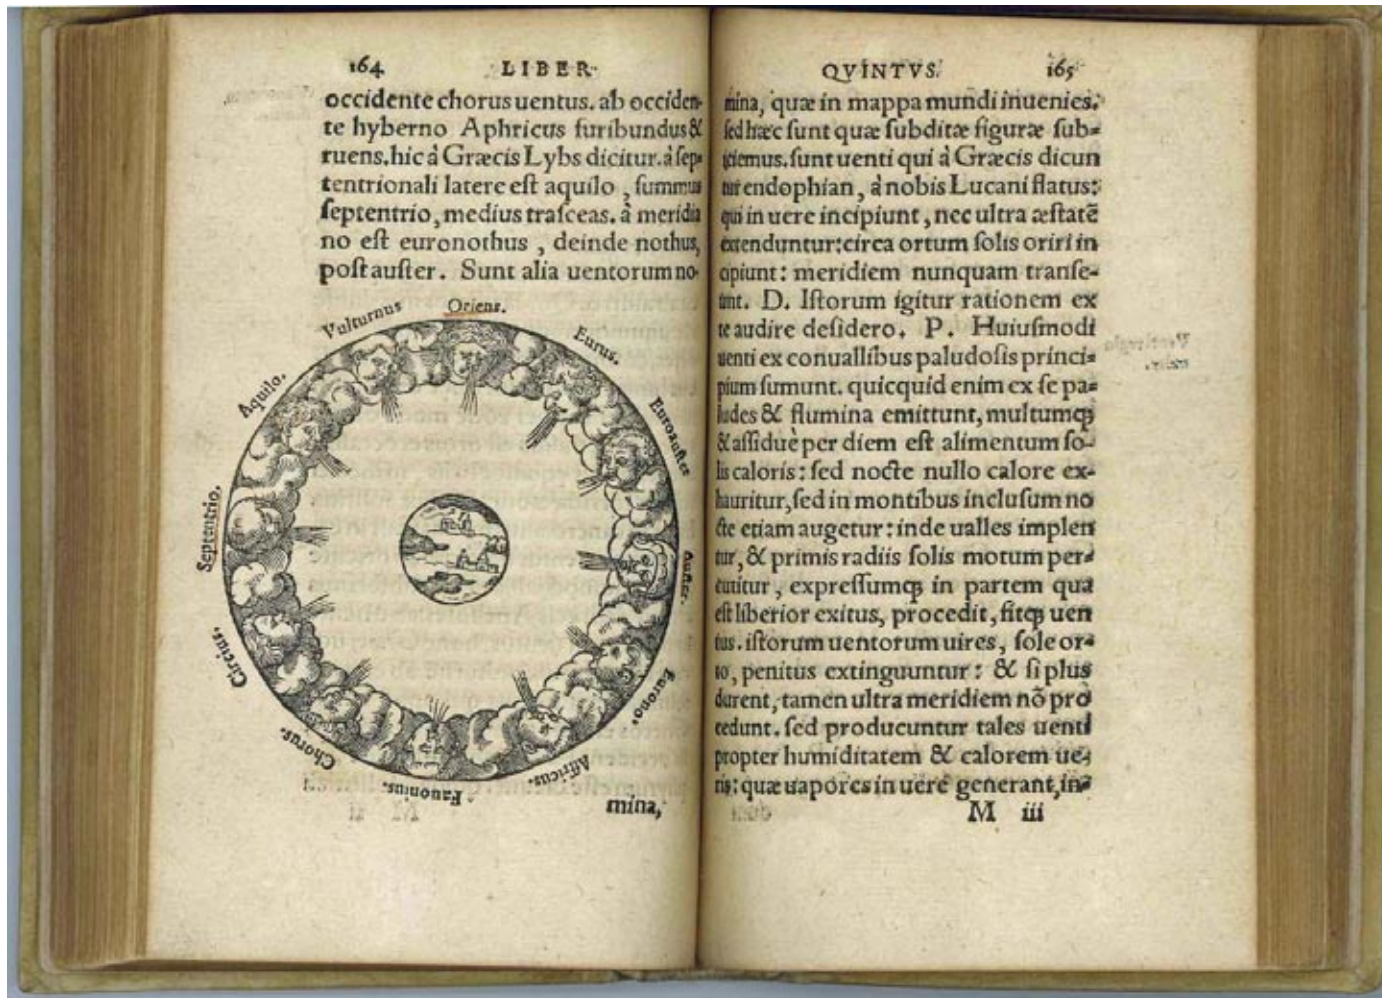 164 LIBER
occidente chorus uentus. ab occiden-
te hyberno Aphricus furibundus &
ruens. hic à Græcis Lybs dicitur. à sep-
tentrionali latere est aquilo, summus
septentrio, medius trasceas. à meridia
no est euronothus, deinde nothus,
post auster. Sunt alia uentorum no-
Vulturnus
Oriens.
Eurus.
Aquilo.
Euroauster
Septentrio.
Auster.
Circius.
Eurono'
Chorus.
Affricus.
Fauonius.
mina,
QVINTVS. 165
mina, quæ in mappa mundi inuenies.
sed hæc sunt quæ subditæ figuræ sub-
iiciemus. sunt uenti qui à Græcis dicun
tur endophian, à nobis Lucani flatus:
qui in uere incipiunt, nec ultra æstatē
extenduntur: circa ortum solis oriri in
cipiunt: meridiem nunquam transe-
unt. D. Istorum igitur rationem ex
te audire desidero. P. Huiusmodi
uenti ex conuallibus paludosis princi-
pium sumunt. quicquid enim ex se pa-
ludes & flumina emittunt, multumq;
& assiduè per diem est alimentum so-
lis caloris: sed nocte nullo calore ex-
hauritur, sed in montibus inclusum no
cte etiam augetur: inde ualles implen
tur, & primis radiis solis motum per-
cutitur, expressumq; in partem qua
est liberior exitus, procedit, fitq; uen
tus. istorum uentorum uires, sole or-
to, penitus extinguuntur: & si plus
durent, tamen ultra meridiem nõ pro
cedunt. sed producuntur tales uenti
propter humiditatem & calorem ue-
ris: quæ uapores in uere generant, in-
M iii